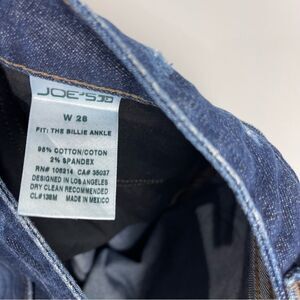 JOE'S JD
W 28
FIT: THE BILLIE ANKLE
98% COTTON/COTON
2% SPANDEX
RN# 108214 CA# 35037
DESIGNED IN LOS ANGELES
DRY CLEAN RECOMMENDED
CL#138M MADE IN MEXICO